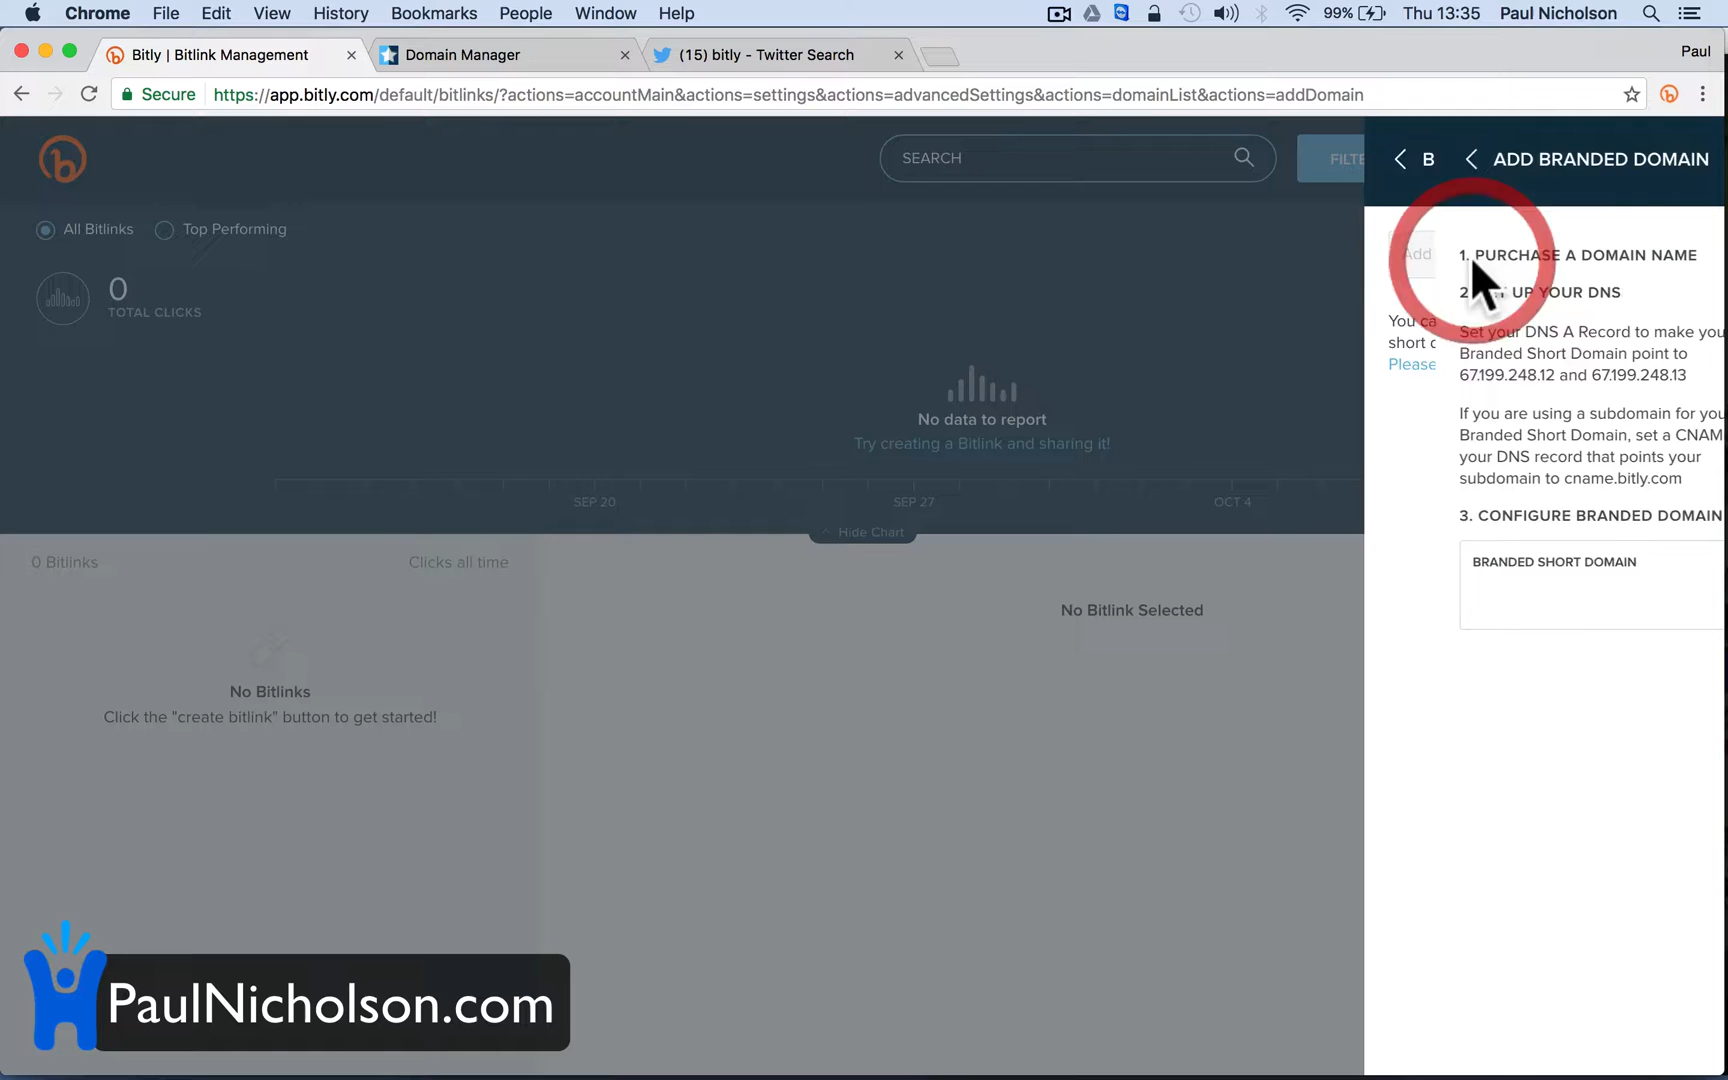 Chrome File Edit View History Bookmarks People Window Help 99% Thu 13:35 Paul Nicholson
Bitly | Bitlink Management Domain Manager (15) bitly - Twitter Search Paul
Secure https://app.bitly.com/default/bitlinks/?actions=accountMain&actions=settings&actions=advancedSettings&actions=domainList&actions=addDomain
SEARCH
FILTE
B
ADD BRANDED DOMAIN
All Bitlinks Top Performing
0
TOTAL CLICKS
No data to report
Try creating a Bitlink and sharing it!
SEP 20 SEP 27 OCT 4
Hide Chart
0 Bitlinks Clicks all time
No Bitlinks
Click the "create bitlink" button to get started!
No Bitlink Selected
Add
You ca
short d
Please
1. PURCHASE A DOMAIN NAME
2. UP YOUR DNS
Set your DNS A Record to make you
Branded Short Domain point to
67.199.248.12 and 67.199.248.13
If you are using a subdomain for you
Branded Short Domain, set a CNAM
your DNS record that points your
subdomain to cname.bitly.com
3. CONFIGURE BRANDED DOMAIN
BRANDED SHORT DOMAIN
PaulNicholson.com